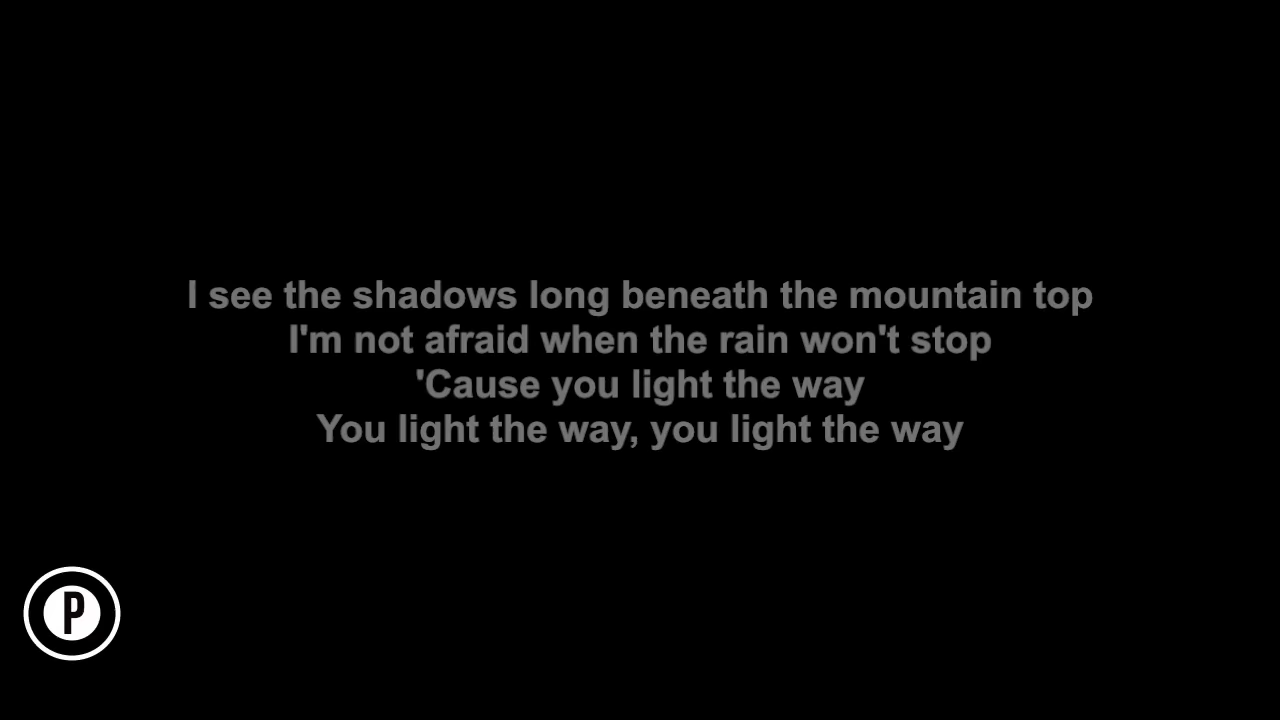 I see the shadows long beneath the mountain top
I'm not afraid when the rain won't stop
'Cause you light the way
You light the way, you light the way
P